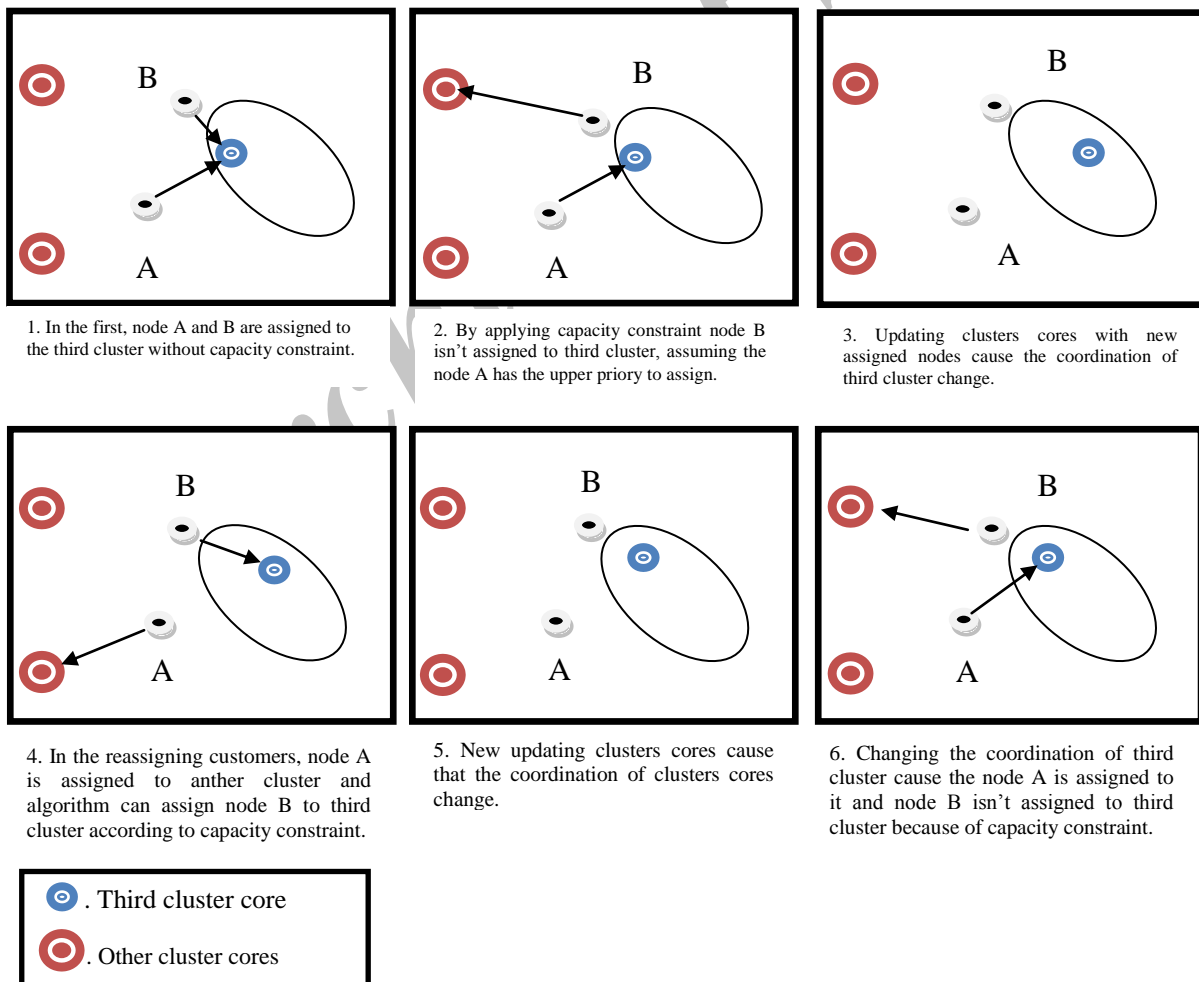 B
A
B
A
B
A
1. In the first, node A and B are assigned to
the third cluster without capacity constraint.
2. By applying capacity constraint node B
isn't assigned to third cluster, assuming the
node A has the upper priory to assign.
3. Updating clusters cores with new
assigned nodes cause the coordination of
third cluster change.
B
A
B
A
B
A
4. In the reassigning customers, node A
is assigned to anther cluster and
algorithm can assign node B to third
cluster according to capacity constraint.
5. New updating clusters cores cause
that the coordination of clusters cores
change.
6. Changing the coordination of third
cluster cause the node A is assigned to
it and node B isn't assigned to third
cluster because of capacity constraint.
. Third cluster core
. Other cluster cores